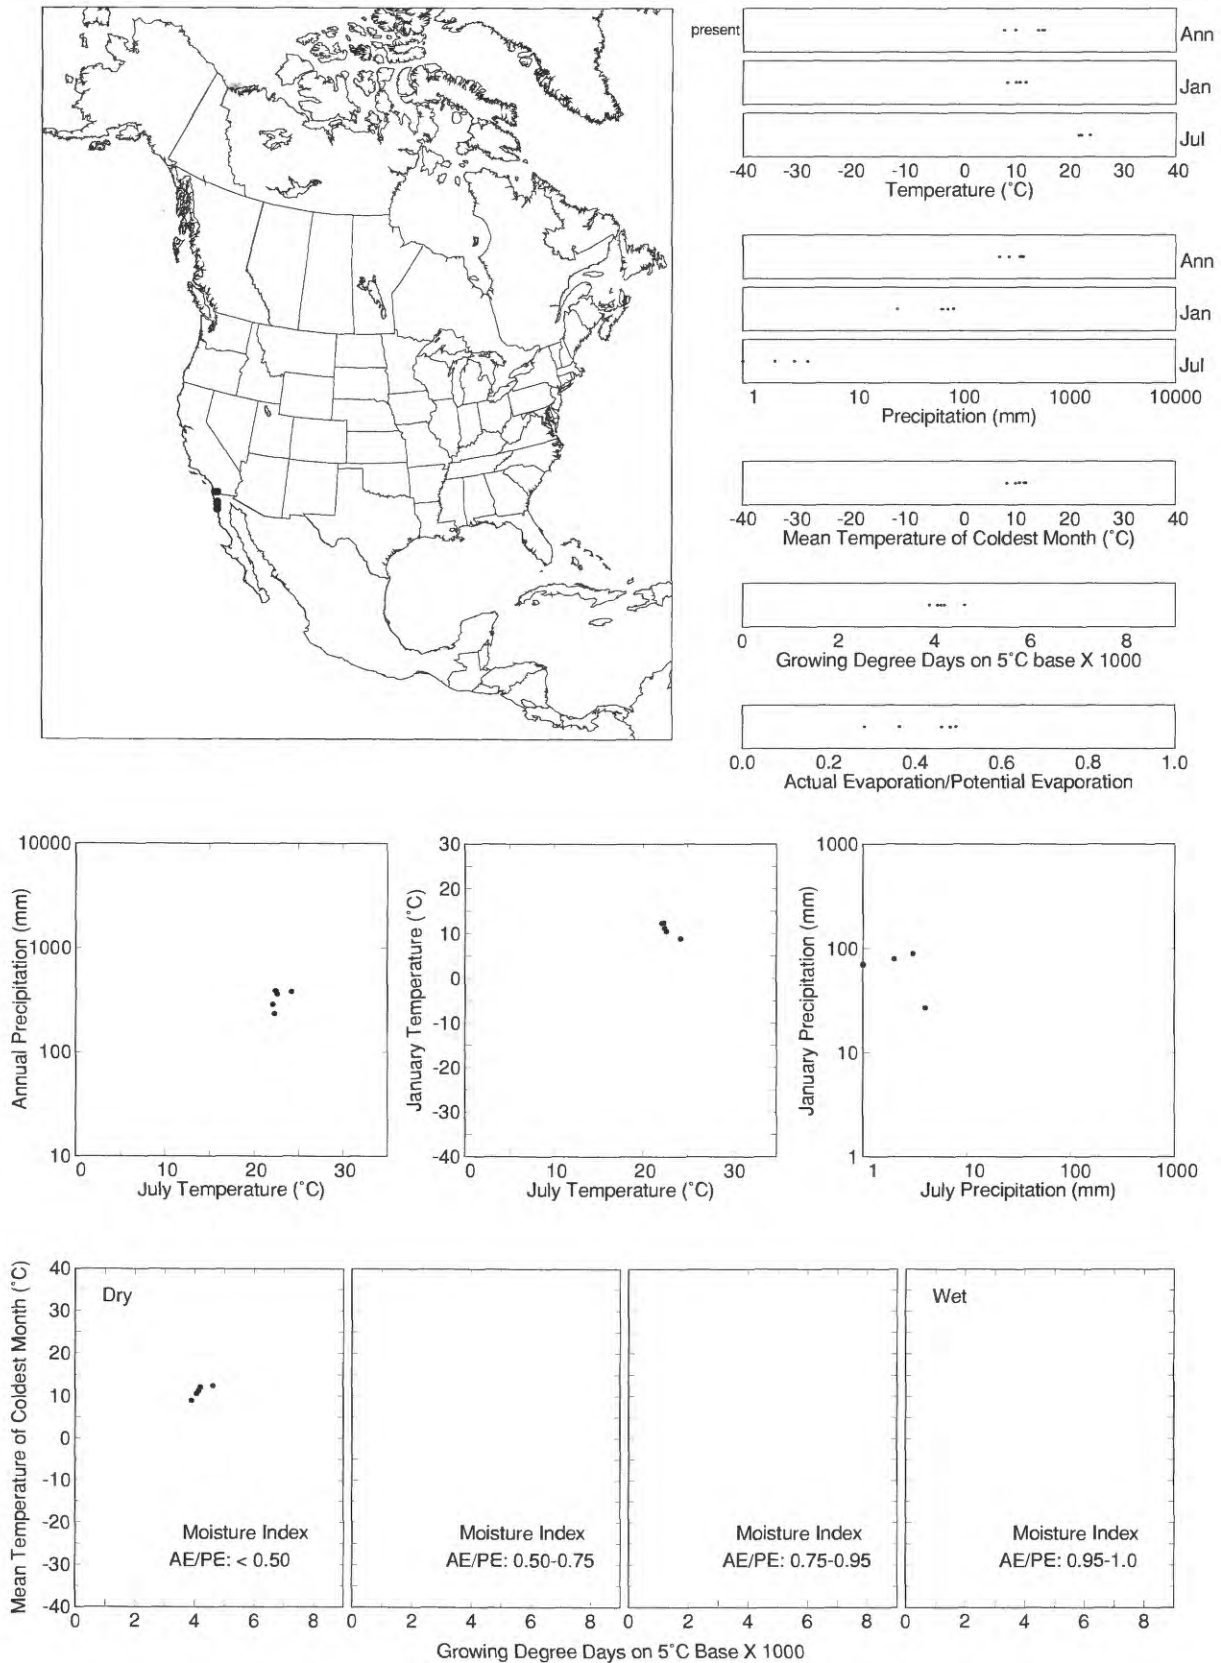 present
Ann
Jan
Jul
-40 -30 -20 -10 0 10 20 30 40
Temperature (°C)
Ann
Jan
Jul
1 10 100 1000 10000
Precipitation (mm)
-40 -30 -20 -10 0 10 20 30 40
Mean Temperature of Coldest Month (°C)
0 2 4 6 8
Growing Degree Days on 5°C base X 1000
0.0 0.2 0.4 0.6 0.8 1.0
Actual Evaporation/Potential Evaporation
Annual Precipitation (mm)
10000
1000
100
10
0 10 20 30
July Temperature (°C)
January Temperature (°C)
30
20
10
0
-10
-20
-30
-40
0 10 20 30
July Temperature (°C)
January Precipitation (mm)
1000
100
10
1
1 10 100 1000
July Precipitation (mm)
Mean Temperature of Coldest Month (°C)
40
30
20
10
0
-10
-20
-30
-40
Dry
Moisture Index
AE/PE: < 0.50
0 2 4 6 8
Moisture Index
AE/PE: 0.50-0.75
0 2 4 6 8
Moisture Index
AE/PE: 0.75-0.95
0 2 4 6 8
Wet
Moisture Index
AE/PE: 0.95-1.0
0 2 4 6 8
Growing Degree Days on 5°C Base X 1000